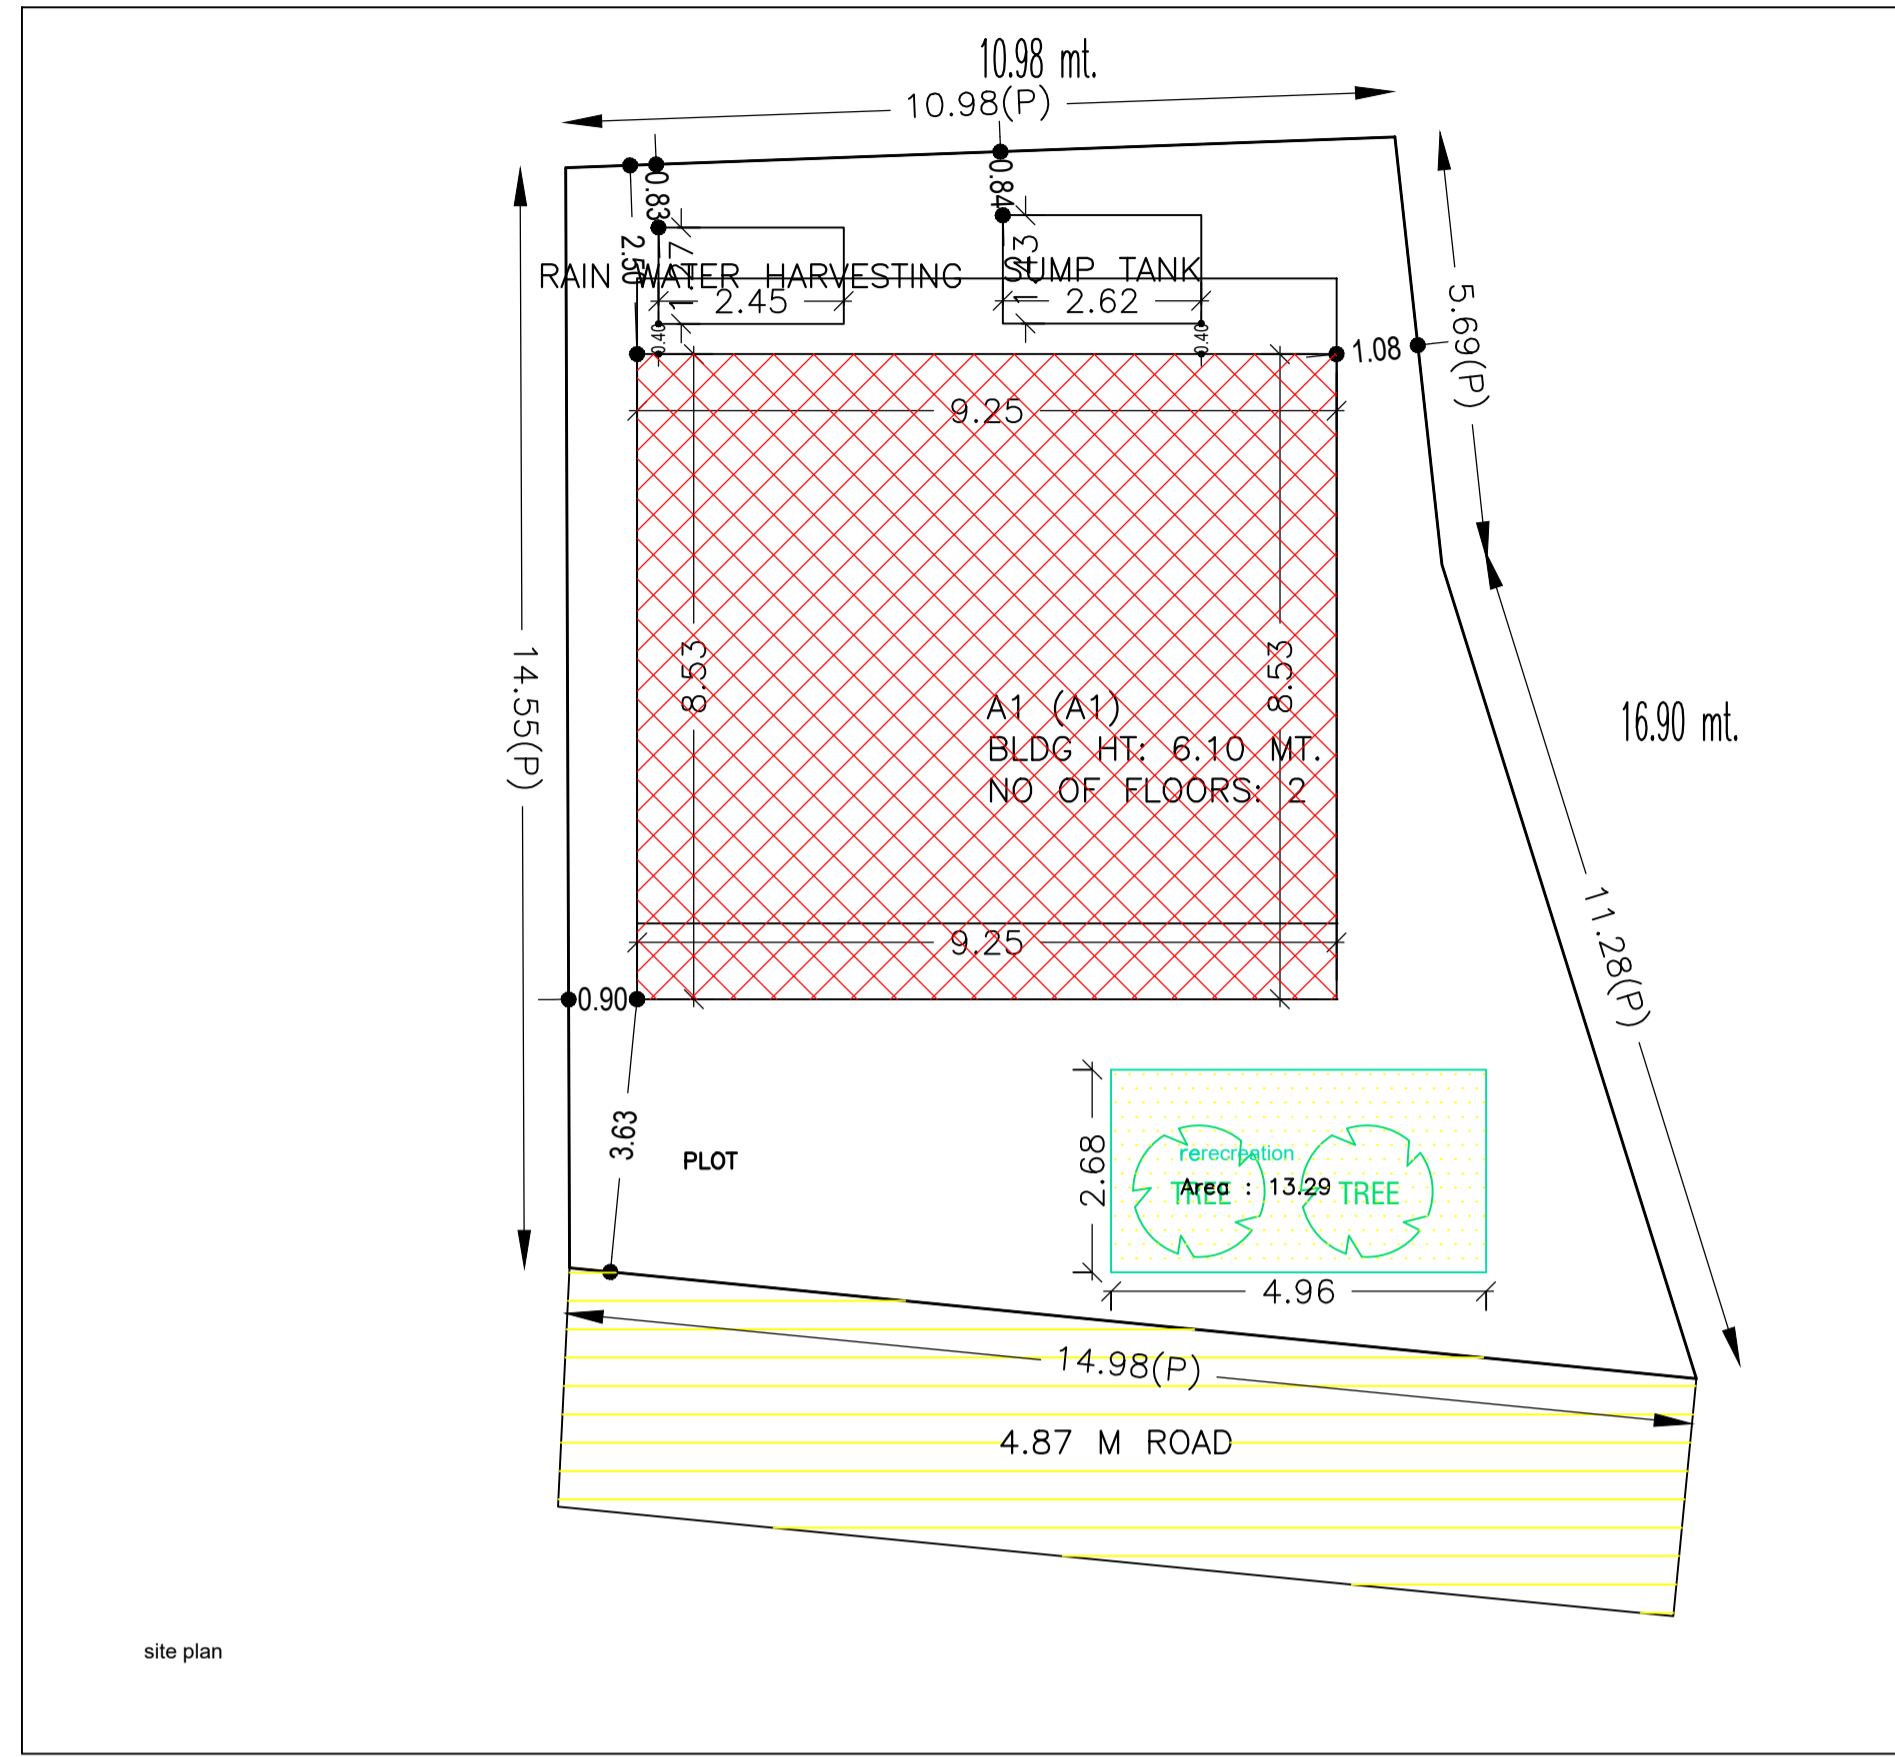 10.98 mt.
10.98(P)
0.83
0.84
2.50
1.27
1.43
RAIN WATER HARVESTING
SUMP TANK
2.45
2.62
0.40
0.40
1.08
5.69(P)
9.25
14.55(P)
8.53
8.53
A1 (A1)
BLDG HT: 6.10 MT.
NO OF FLOORS: 2
16.90 mt.
11.28(P)
9.25
0.90
3.63
PLOT
2.68
rerecreation
Area : 13.29
TREE
TREE
4.96
14.98(P)
4.87 M ROAD
site plan